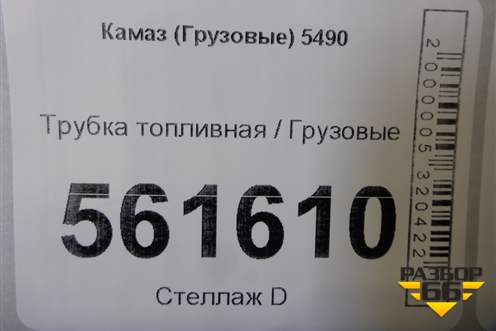 Камаз (Грузовые) 5490
Трубка топливная / Грузовые
561610
Стеллаж D
2000005320422
РАЗБОР
66